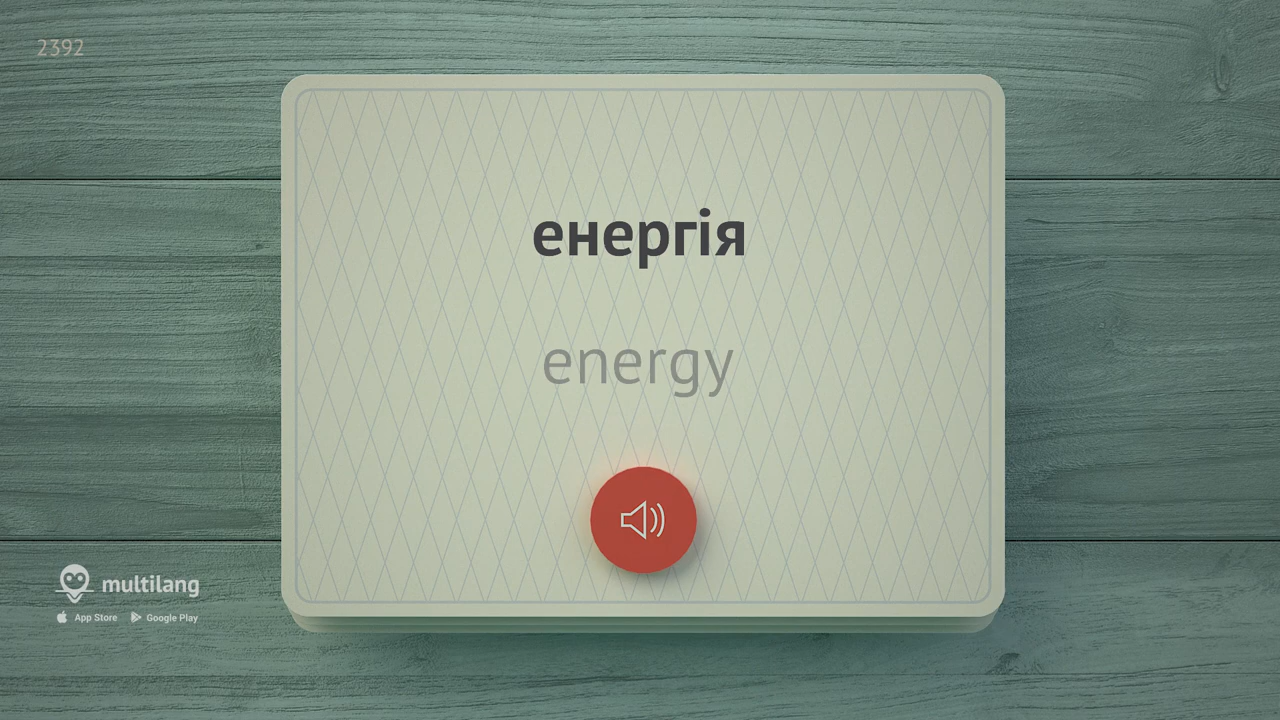 2392
енергія
energy
multilang
App Store
Google Play